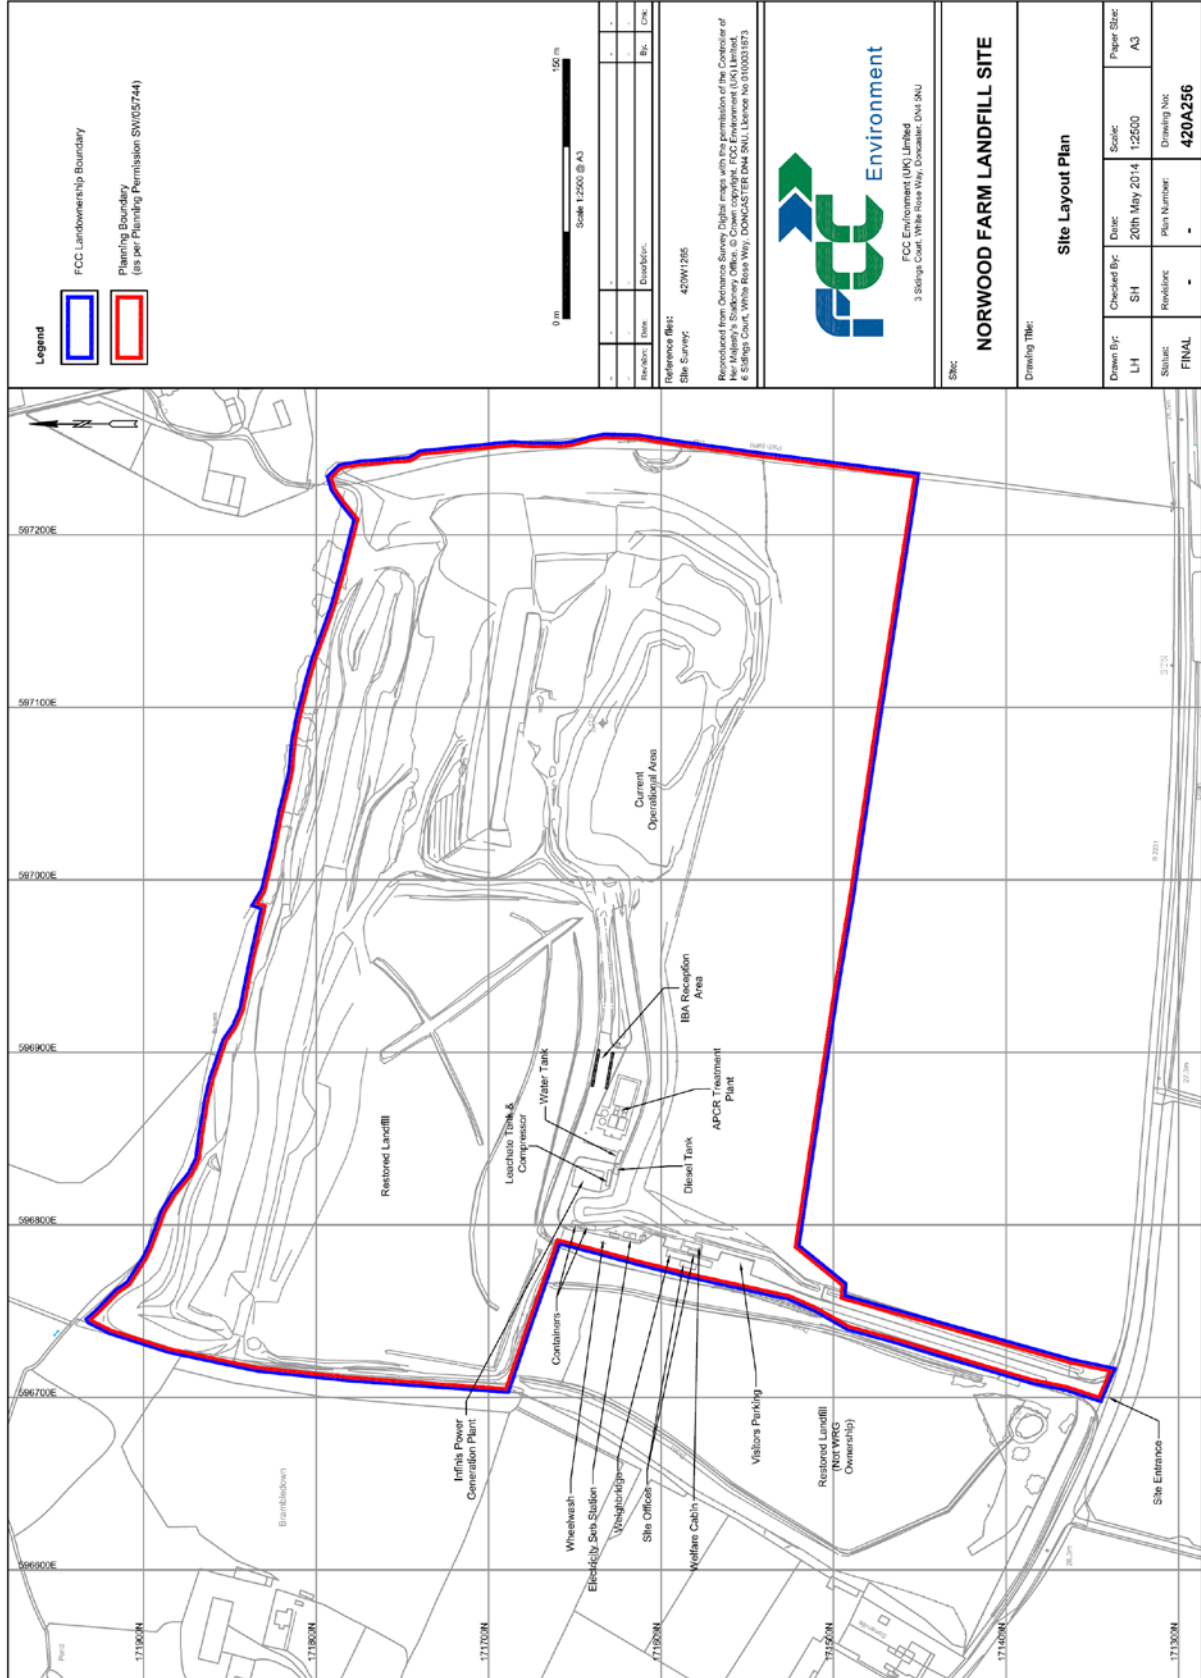 Legend
FCC Landownership Boundary
Planning Boundary
(as per Planning Permission SW/05/744)
0 m
150 m
Scale 1:2500 @ A3
Revision:
Date:
Description:
By:
Chk:
Reference files:
Site Survey:
420W1265
Reproduced from Ordnance Survey Digital maps with the permission of the Controller of
Her Majesty's Stationery Office. © Crown copyright. FCC Environment (UK) Limited,
6 Sidings Court, White Rose Way, DONCASTER DN4 5NU, Licence No 0100031673
FCC
Environment
FCC Environment (UK) Limited
3 Sidings Court, White Rose Way, Doncaster, DN4 5NU
Site:
NORWOOD FARM LANDFILL SITE
Drawing Title:
Site Layout Plan
Drawn By:
LH
Checked By:
SH
Date:
20th May 2014
Scale:
1:2500
Paper Size:
A3
Status:
FINAL
Revision:
-
Plan Number:
-
Drawing No:
420A256
N
597200E
597100E
597000E
596900E
596800E
596700E
596600E
171900N
171800N
171700N
171600N
171500N
171400N
171300N
Restored Landfill
Current
Operational Area
IBA Reception
Area
Water Tank
Leachate Tank &
Compressor
APCR Treatment
Plant
Diesel Tank
Containers
Infinis Power
Generation Plant
Wheelwash
Electricity Sub Station
Weighbridge
Site Offices
Welfare Cabin
Visitors Parking
Restored Landfill
(Not WRG
Ownership)
Site Entrance
Brambledown
Pond
B 2231
27.3m
26.3m